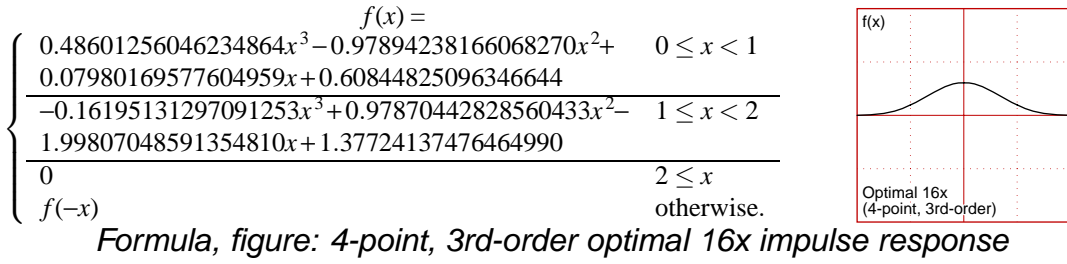 f(x) =
0.48601256046234864x³−0.97894238166068270x²+ 0 ≤ x < 1
0.07980169577604959x+0.60844825096346644
−0.16195131297091253x³+0.97870442828560433x²− 1 ≤ x < 2
1.99807048591354810x+1.37724137476464990
0 2 ≤ x
f(−x) otherwise.
f(x)
Optimal 16x
(4-point, 3rd-order)
Formula, figure: 4-point, 3rd-order optimal 16x impulse response